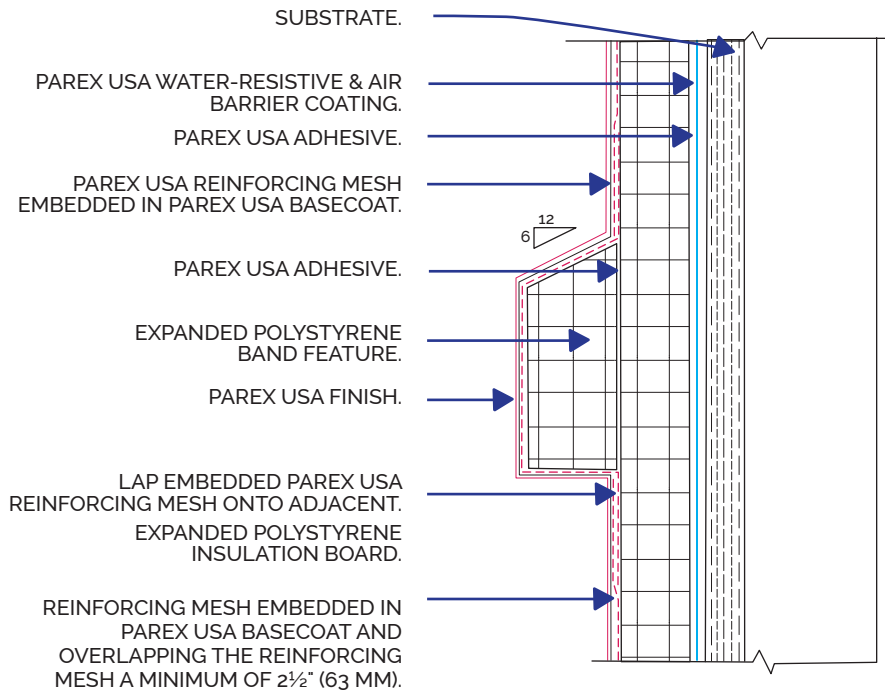 SUBSTRATE.
PAREX USA WATER-RESISTIVE & AIR
BARRIER COATING.
PAREX USA ADHESIVE.
PAREX USA REINFORCING MESH
EMBEDDED IN PAREX USA BASECOAT.
12
6
PAREX USA ADHESIVE.
EXPANDED POLYSTYRENE
BAND FEATURE.
PAREX USA FINISH.
LAP EMBEDDED PAREX USA
REINFORCING MESH ONTO ADJACENT.
EXPANDED POLYSTYRENE
INSULATION BOARD.
REINFORCING MESH EMBEDDED IN
PAREX USA BASECOAT AND
OVERLAPPING THE REINFORCING
MESH A MINIMUM OF 2½" (63 MM).